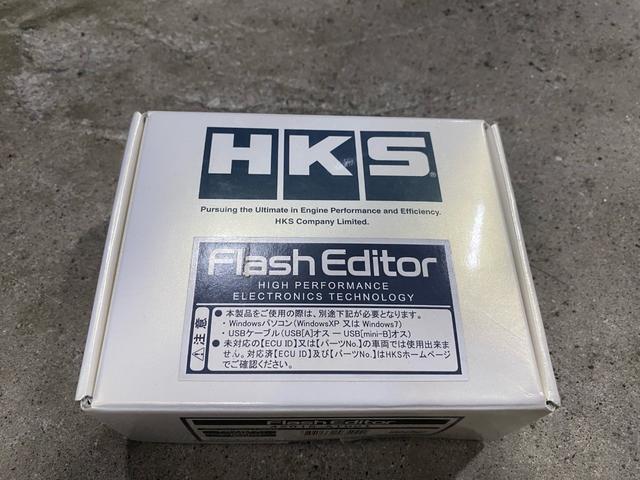 HKS®
Pursuing the Ultimate in Engine Performance and Efficiency.
HKS Company Limited.
Flash Editor
HIGH PERFORMANCE
ELECTRONICS TECHNOLOGY
⚠注意
●本製品をご使用の際は、別途下記が必要となります。
・Windowsパソコン(WindowsXP 又は Windows7)
・USBケーブル(USB[A]オス ー USB[mini-B]オス)
●未対応の【ECU ID】又は【パーツNo.】の車両では使用出来ま
せん。対応済【ECU ID】及び【パーツNo.】はHKSホームページ
でご確認ください。
Flash Editor